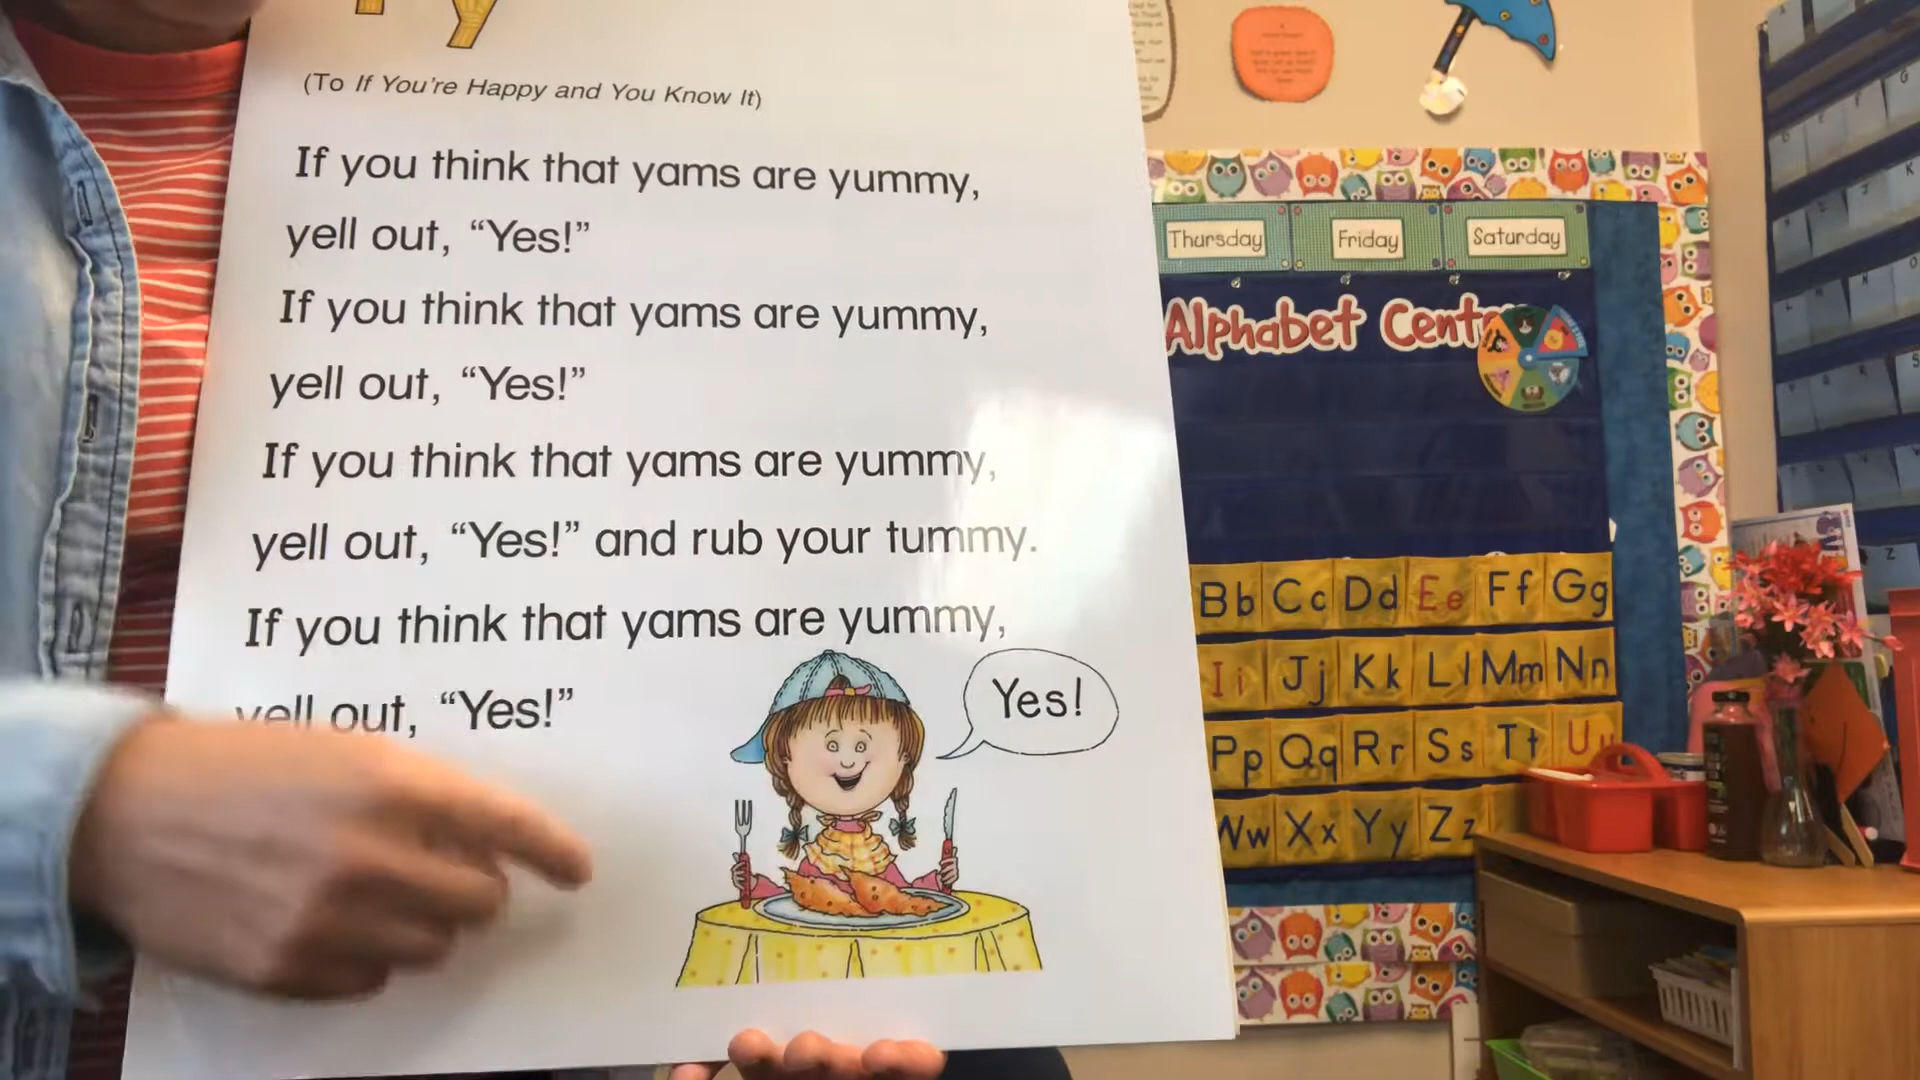 Yy
(To If You're Happy and You Know It)
If you think that yams are yummy,
yell out, “Yes!”
If you think that yams are yummy,
yell out, “Yes!”
If you think that yams are yummy,
yell out, “Yes!” and rub your tummy.
If you think that yams are yummy,
yell out, “Yes!”
Yes!
Thursday Friday Saturday
Alphabet
Bb Cc Dd Ee Ff Gg
Ii Jj Kk Ll Mm Nn
Pp Qq Rr Ss Tt Uu
Ww Xx Yy Zz